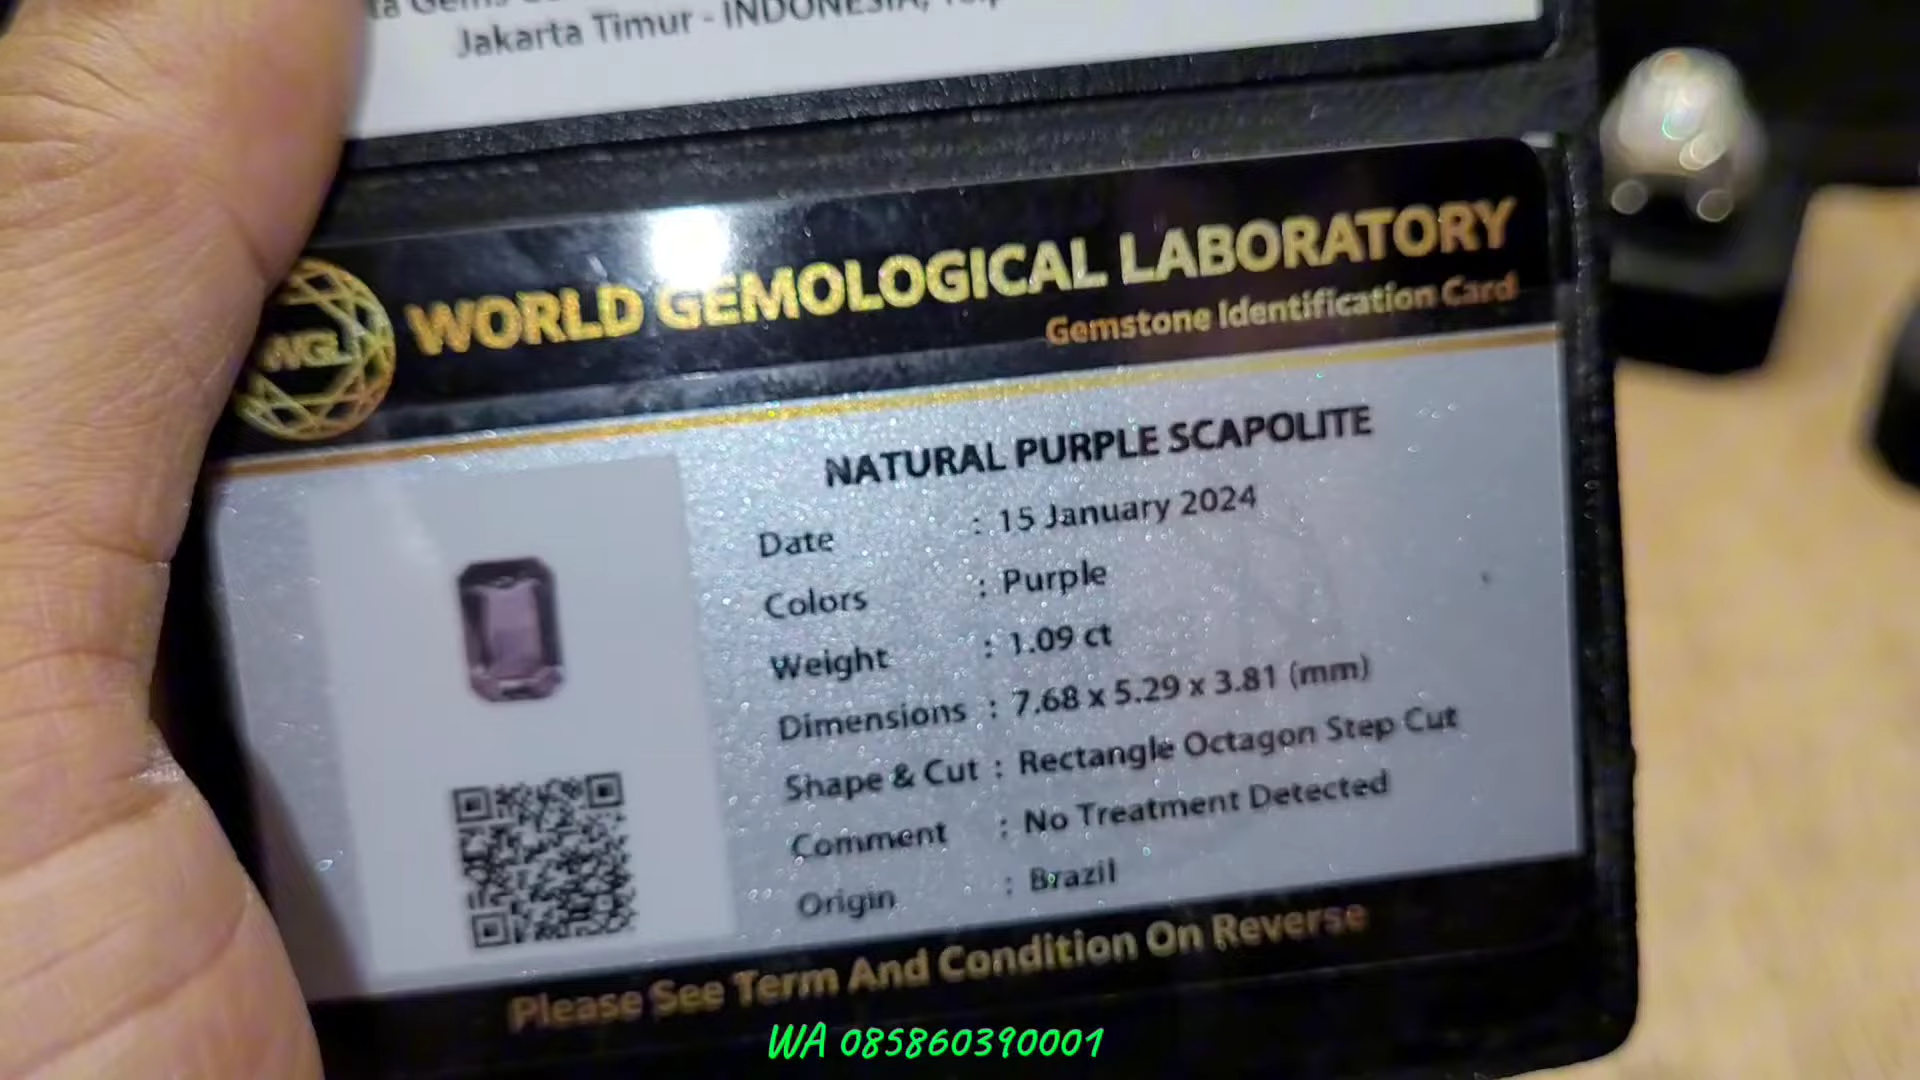 Jakarta Timur - INDONESIA,
WGL
WORLD GEMOLOGICAL LABORATORY
Gemstone Identification Card
NATURAL PURPLE SCAPOLITE
Date : 15 January 2024
Colors : Purple
Weight : 1.09 ct
Dimensions : 7.68 x 5.29 x 3.81 (mm)
Shape & Cut : Rectangle Octagon Step Cut
Comment : No Treatment Detected
Origin : Brazil
Please See Term And Condition On Reverse
WA 085860390001